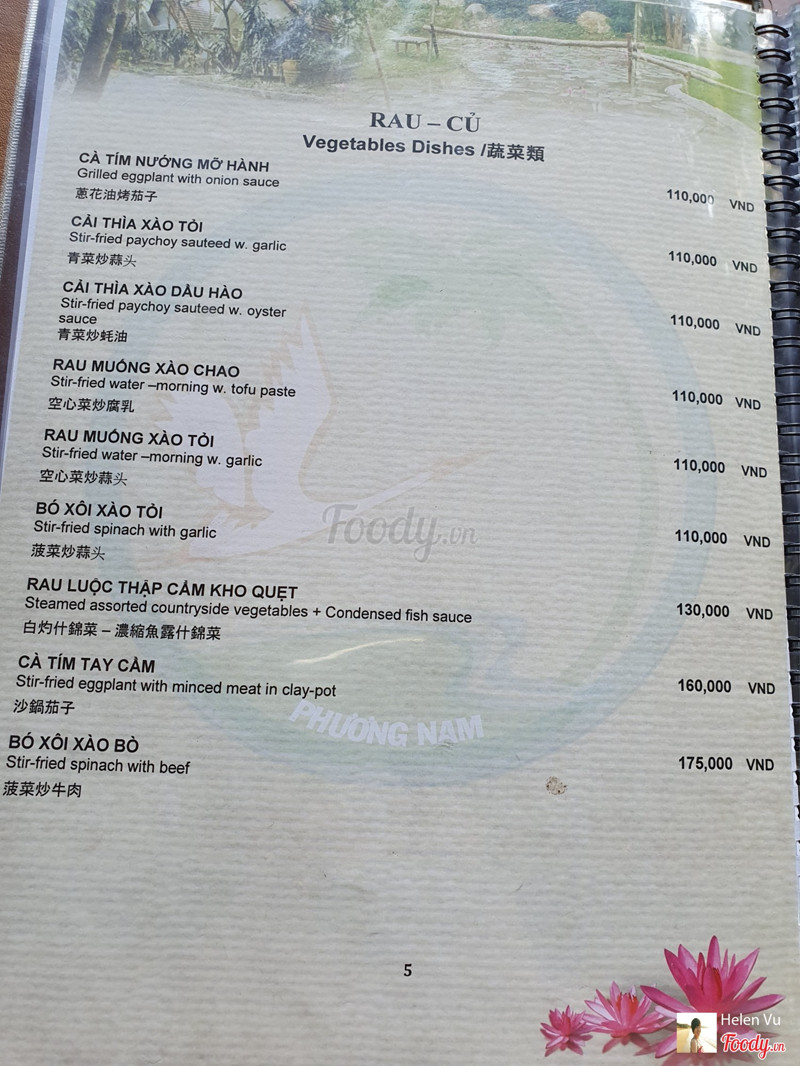 RAU – CỦ
Vegetables Dishes /蔬菜類
CÀ TÍM NƯỚNG MỠ HÀNH
Grilled eggplant with onion sauce
蔥花油烤茄子
110,000 VND
CẢI THÌA XÀO TỎI
Stir-fried paychoy sauteed w. garlic
青菜炒蒜头
110,000 VND
CẢI THÌA XÀO DẦU HÀO
Stir-fried paychoy sauteed w. oyster
sauce
青菜炒蚝油
110,000 VND
RAU MUỐNG XÀO CHAO
Stir-fried water –morning w. tofu paste
空心菜炒腐乳
110,000 VND
RAU MUỐNG XÀO TỎI
Stir-fried water –morning w. garlic
空心菜炒蒜头
110,000 VND
BÓ XÔI XÀO TỎI
Stir-fried spinach with garlic
菠菜炒蒜头
110,000 VND
RAU LUỘC THẬP CẨM KHO QUẸT
Steamed assorted countryside vegetables + Condensed fish sauce
白灼什錦菜 – 濃縮魚露什錦菜
130,000 VND
CÀ TÍM TAY CẦM
Stir-fried eggplant with minced meat in clay-pot
沙鍋茄子
160,000 VND
BÓ XÔI XÀO BÒ
Stir-fried spinach with beef
菠菜炒牛肉
175,000 VND
Foody.vn
PHƯƠNG NAM
5
Helen Vu
Foody.vn